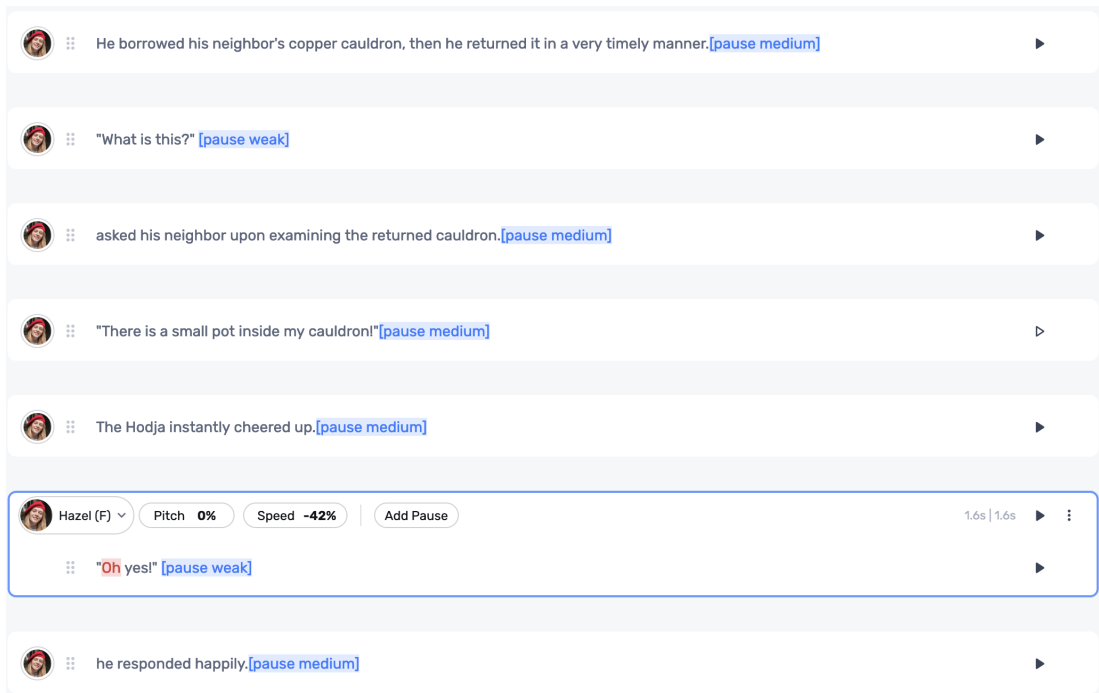 He borrowed his neighbor's copper cauldron, then he returned it in a very timely manner.[pause medium]
"What is this?" [pause weak]
asked his neighbor upon examining the returned cauldron.[pause medium]
"There is a small pot inside my cauldron!"[pause medium]
The Hodja instantly cheered up.[pause medium]
Hazel (F) Pitch 0% Speed -42% Add Pause 1.6s | 1.6s
"Oh yes!" [pause weak]
he responded happily.[pause medium]